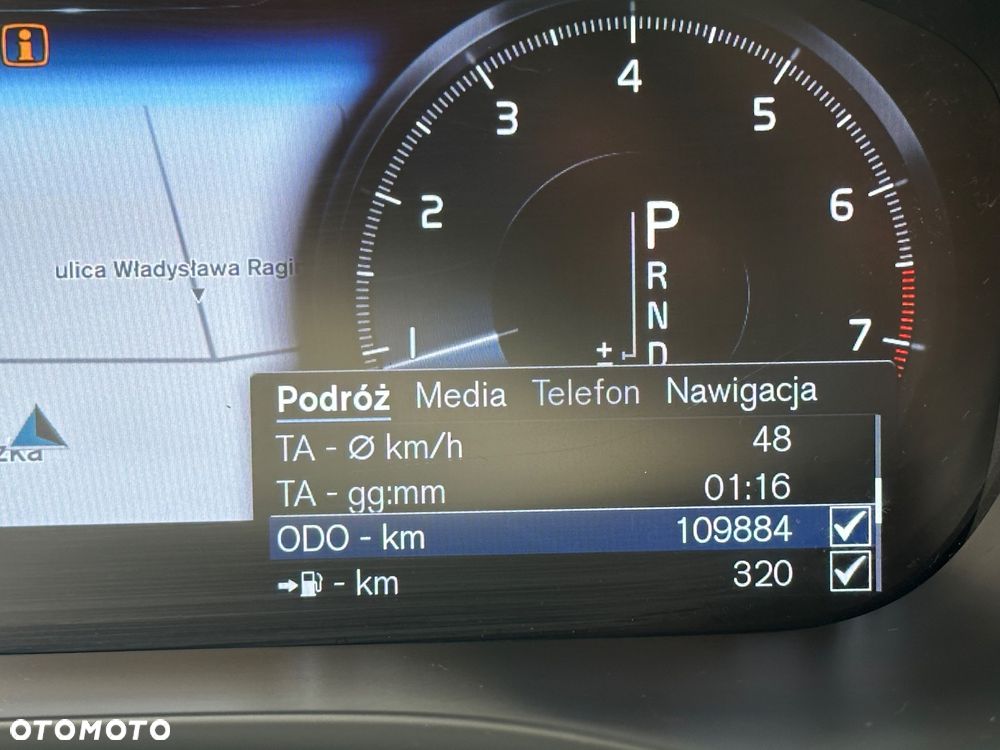 i
4
3
5
2
6
P
R
N
D
±
ulica Władysława
1
7
Podróż Media Telefon Nawigacja
TA - Ø km/h 48
TA - gg:mm 01:16
ODO - km 109884
- km 320
OTOMOTO